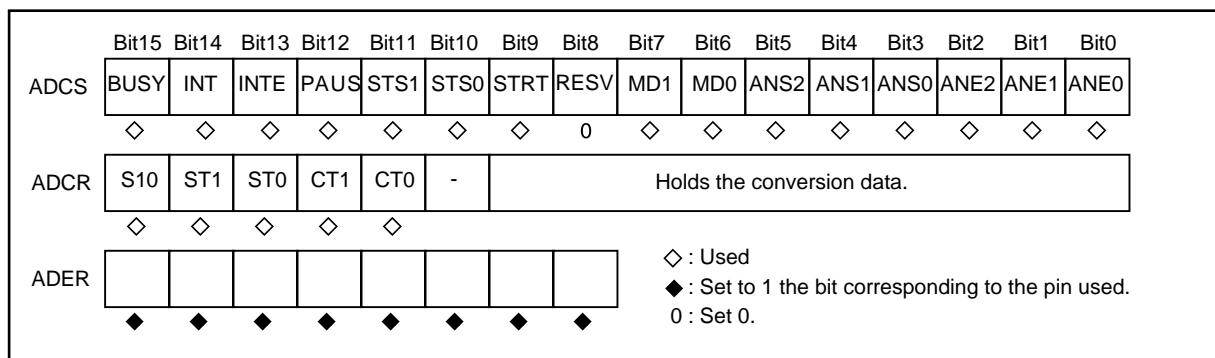 Bit15 Bit14 Bit13 Bit12 Bit11 Bit10 Bit9 Bit8 Bit7 Bit6 Bit5 Bit4 Bit3 Bit2 Bit1 Bit0
ADCS BUSY INT INTE PAUS STS1 STS0 STRT RESV MD1 MD0 ANS2 ANS1 ANS0 ANE2 ANE1 ANE0
◇ ◇ ◇ ◇ ◇ ◇ ◇ 0 ◇ ◇ ◇ ◇ ◇ ◇ ◇ ◇
ADCR S10 ST1 ST0 CT1 CT0 - Holds the conversion data.
◇ ◇ ◇ ◇ ◇
ADER
◆ ◆ ◆ ◆ ◆ ◆ ◆ ◆
◇ : Used
◆ : Set to 1 the bit corresponding to the pin used.
0 : Set 0.